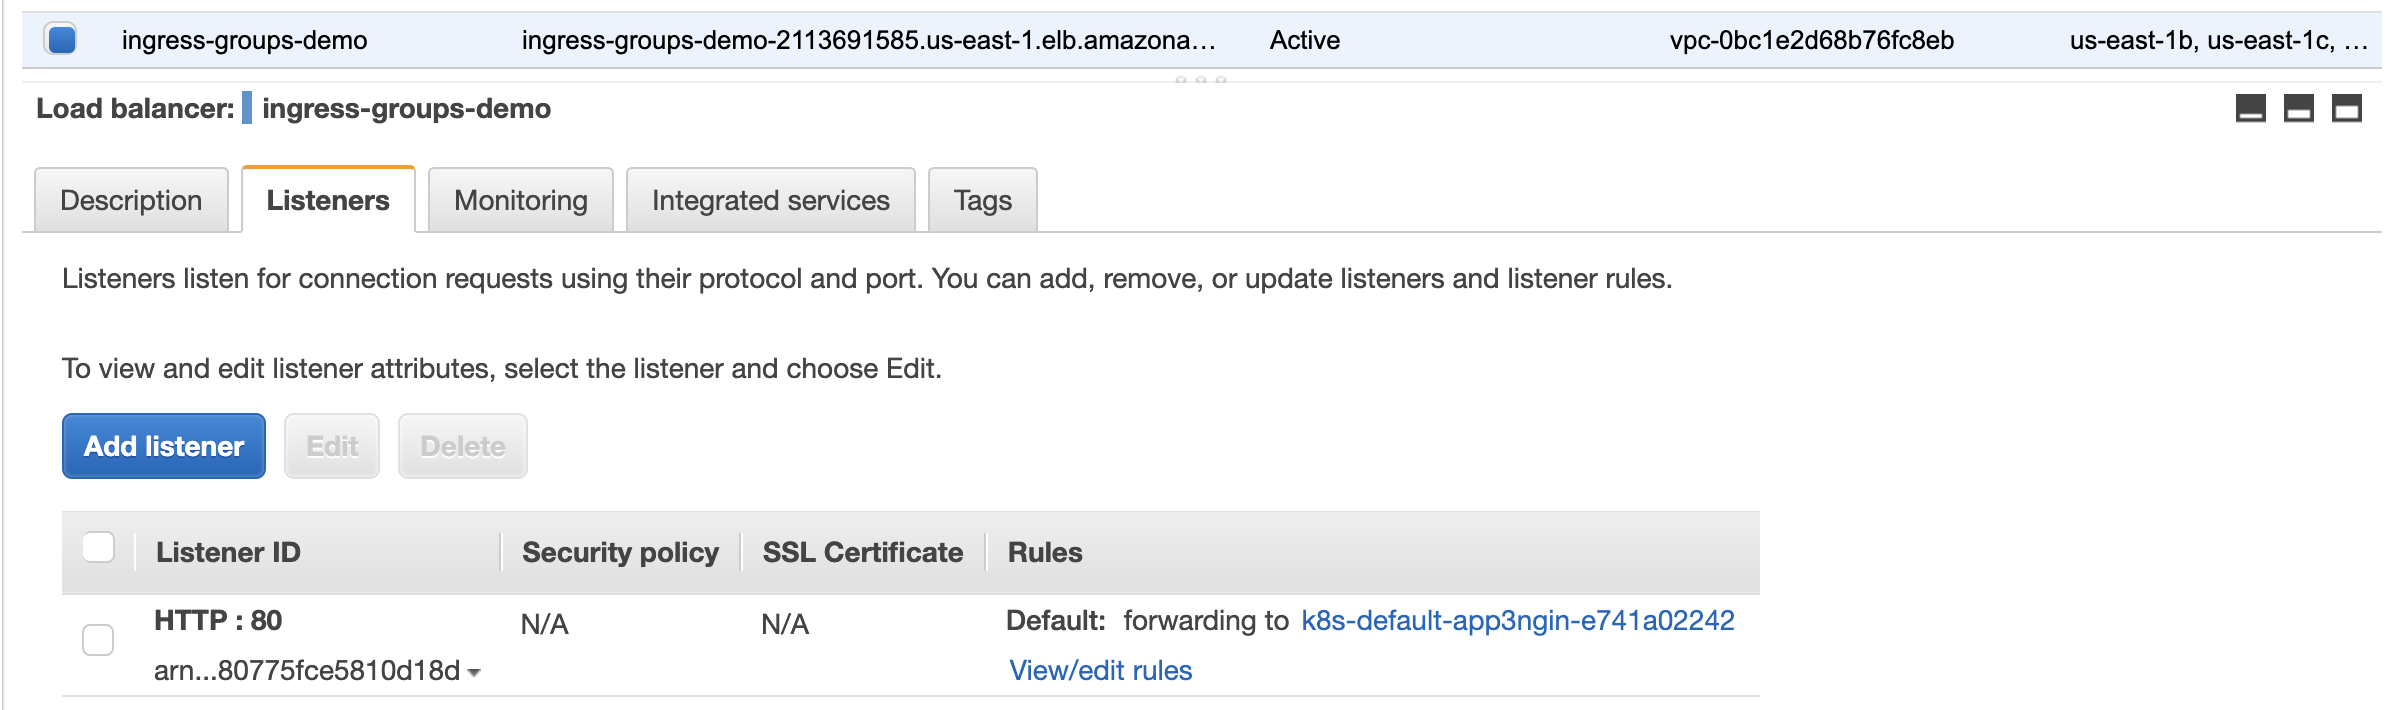 ingress-groups-demo ingress-groups-demo-2113691585.us-east-1.elb.amazona... Active vpc-0bc1e2d68b76fc8eb us-east-1b, us-east-1c, ...
Load balancer: ingress-groups-demo
Description Listeners Monitoring Integrated services Tags
Listeners listen for connection requests using their protocol and port. You can add, remove, or update listeners and listener rules.
To view and edit listener attributes, select the listener and choose Edit.
Add listener Edit Delete
Listener ID Security policy SSL Certificate Rules
HTTP : 80 N/A N/A Default: forwarding to k8s-default-app3ngin-e741a02242
arn...80775fce5810d18d View/edit rules